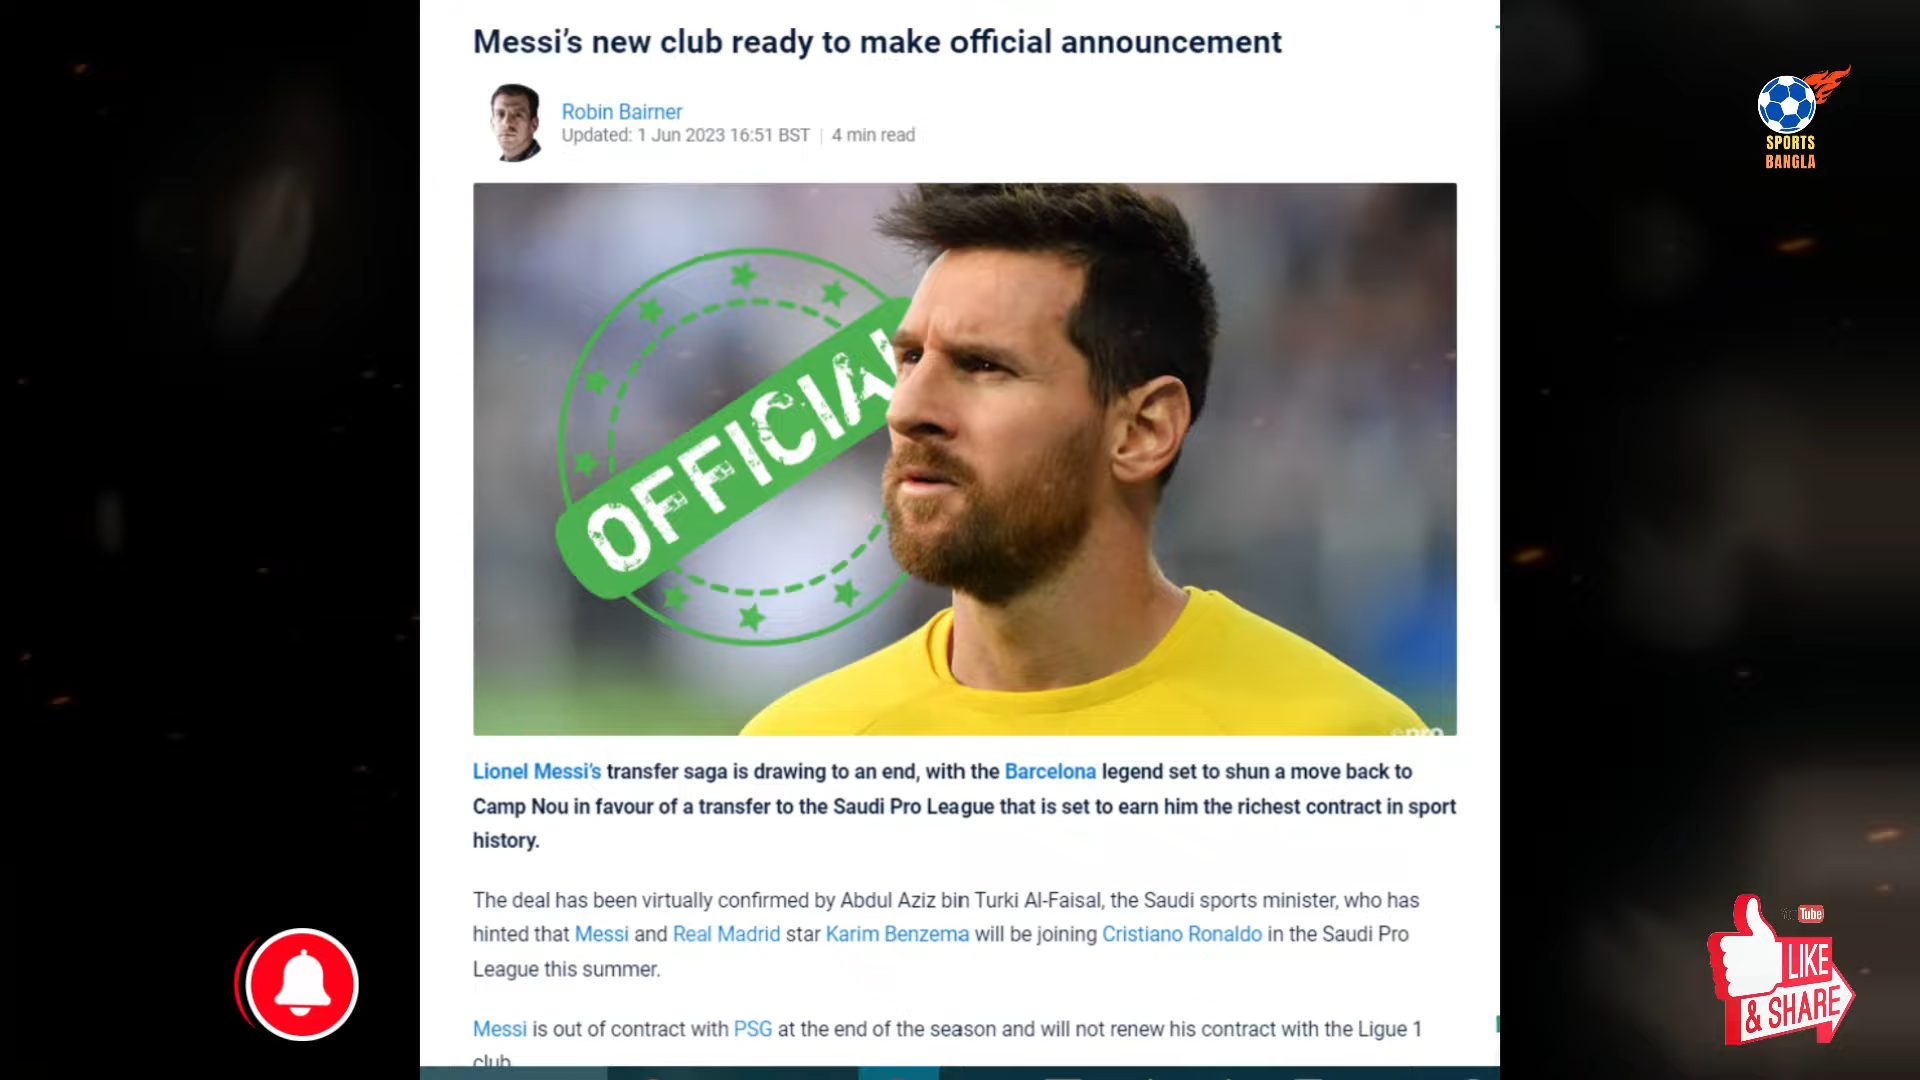 Messi’s new club ready to make official announcement
Robin Bairner
Updated: 1 Jun 2023 16:51 BST | 4 min read
SPORTS
BANGLA
OFFICIAL
Lionel Messi’s transfer saga is drawing to an end, with the Barcelona legend set to shun a move back to
Camp Nou in favour of a transfer to the Saudi Pro League that is set to earn him the richest contract in sport
history.
The deal has been virtually confirmed by Abdul Aziz bin Turki Al-Faisal, the Saudi sports minister, who has
hinted that Messi and Real Madrid star Karim Benzema will be joining Cristiano Ronaldo in the Saudi Pro
League this summer.
Messi is out of contract with PSG at the end of the season and will not renew his contract with the Ligue 1
club
Tube
LIKE
& SHARE